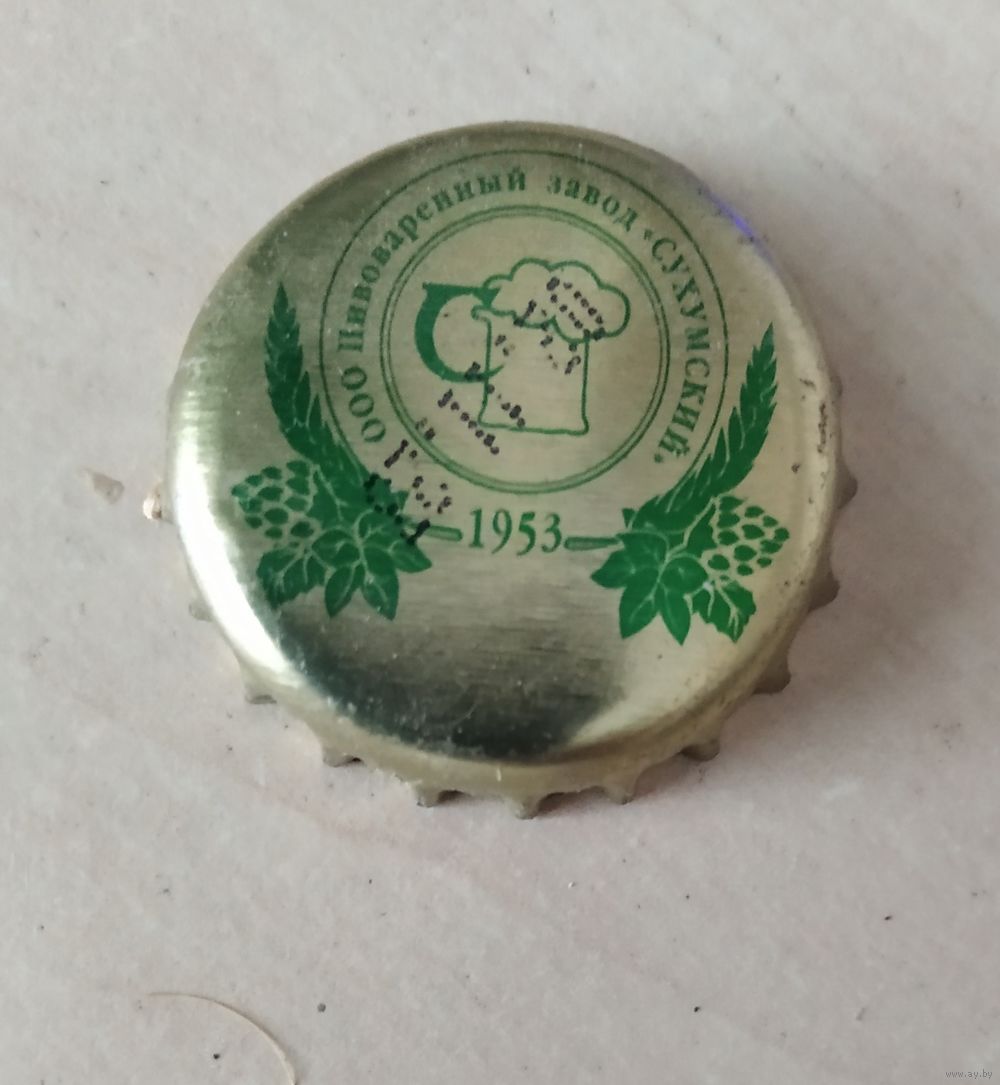 ООО Пивоваренный завод «СУХУМСКИЙ»
1953
www.ay.by